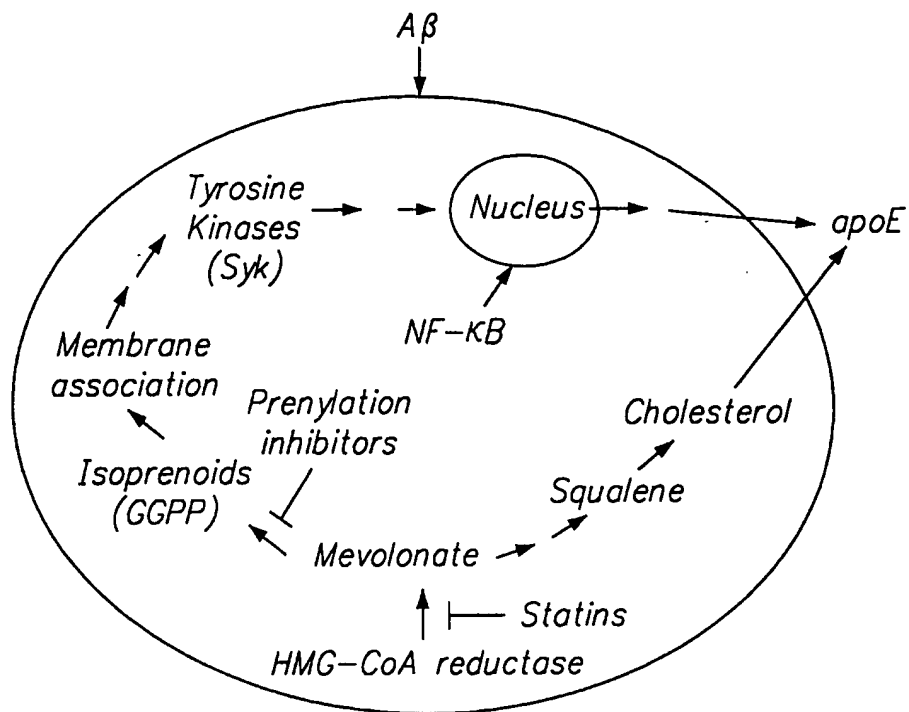 Aβ
Tyrosine
Kinases
(Syk)
Nucleus
apoE
NF-κB
Membrane
association
Prenylation
inhibitors
Cholesterol
Isoprenoids
(GGPP)
Squalene
Mevolonate
Statins
HMG-CoA reductase